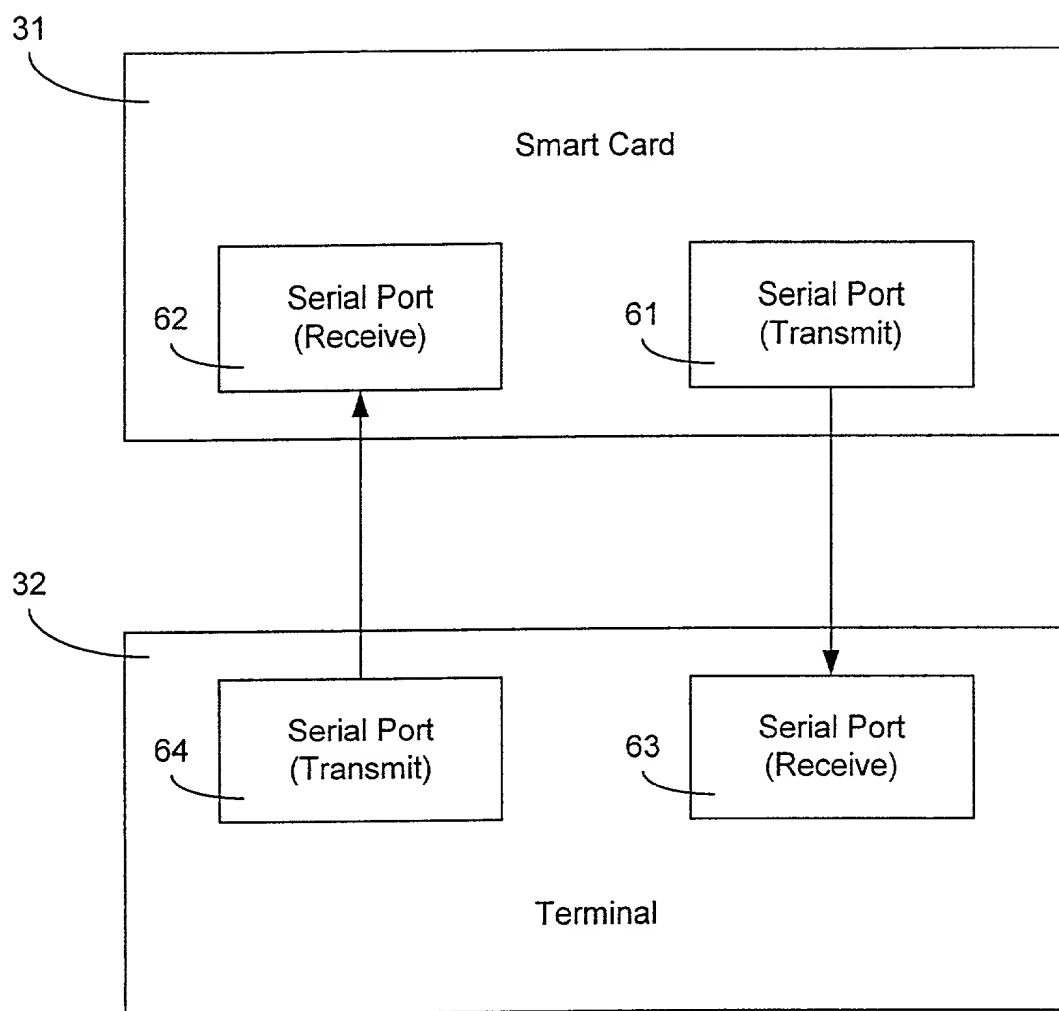 31
Smart Card
62
Serial Port
(Receive)
61
Serial Port
(Transmit)
32
64
Serial Port
(Transmit)
63
Serial Port
(Receive)
Terminal